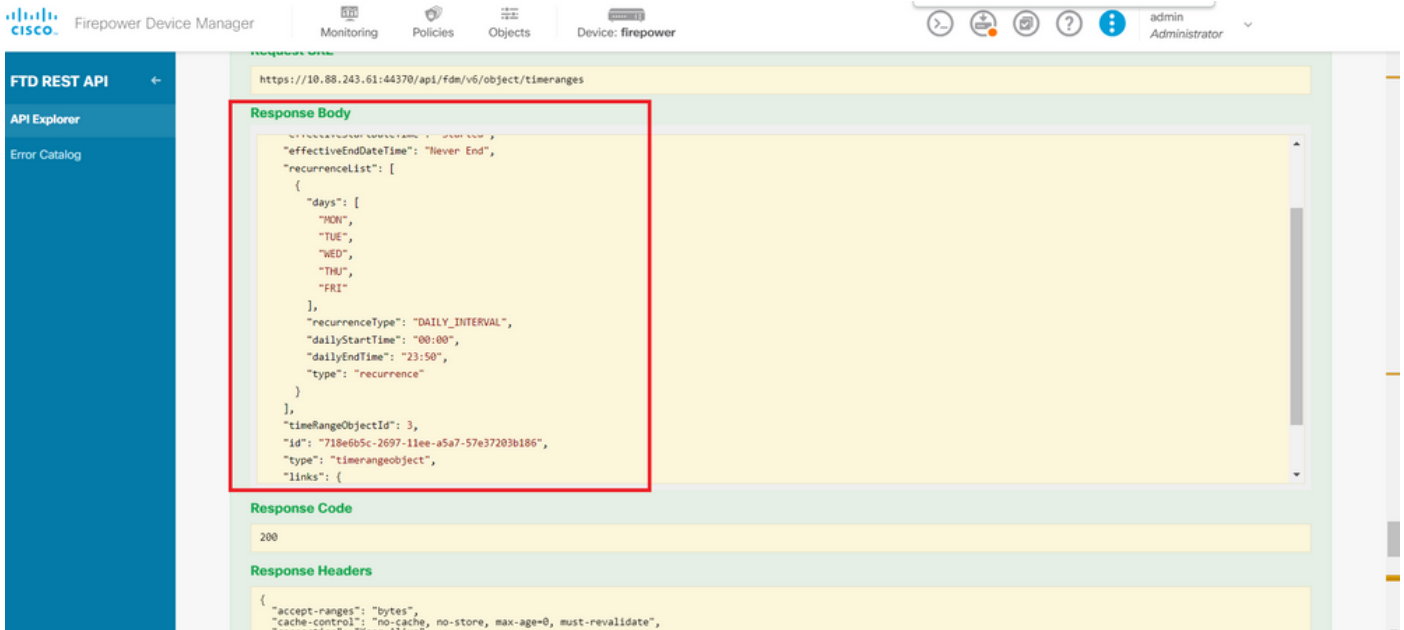 CISCO
Firepower Device Manager
Monitoring
Policies
Objects
Device: firepower
admin
Administrator
FTD REST API
API Explorer
Error Catalog
Request URL
https://10.88.243.61:44370/api/fdm/v6/object/timeranges
Response Body
"effectiveStartDateTime": "Started",
"effectiveEndDateTime": "Never End",
"recurrenceList": [
{
"days": [
"MON",
"TUE",
"WED",
"THU",
"FRI"
],
"recurrenceType": "DAILY_INTERVAL",
"dailyStartTime": "00:00",
"dailyEndTime": "23:50",
"type": "recurrence"
}
],
"timeRangeObjectId": 3,
"id": "718e6b5c-2697-11ee-a5a7-57e37203b186",
"type": "timerangeobject",
"links": {
Response Code
200
Response Headers
{
"accept-ranges": "bytes",
"cache-control": "no-cache, no-store, max-age=0, must-revalidate",